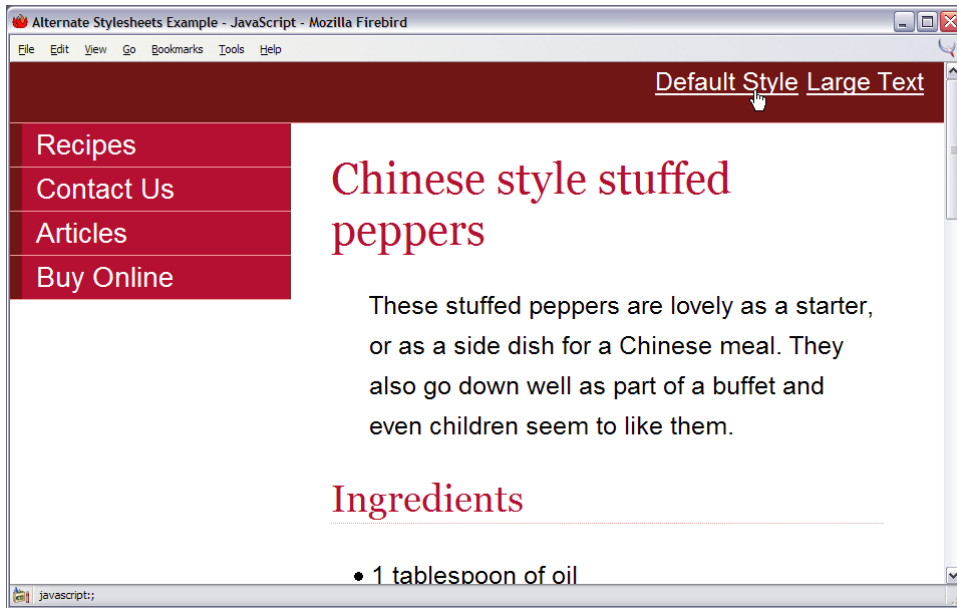 Alternate Stylesheets Example - JavaScript - Mozilla Firebird
File Edit View Go Bookmarks Tools Help
Default Style Large Text
Recipes
Contact Us
Articles
Buy Online
Chinese style stuffed
peppers
These stuffed peppers are lovely as a starter,
or as a side dish for a Chinese meal. They
also go down well as part of a buffet and
even children seem to like them.
Ingredients
• 1 tablespoon of oil
javascript:;